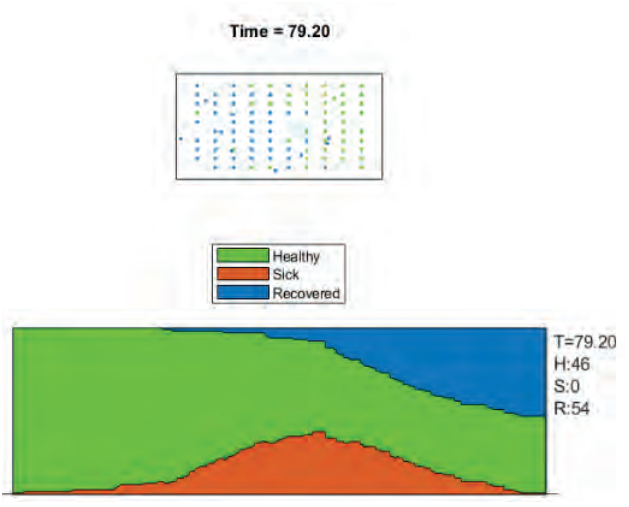 Time = 79.20
Healthy
Sick
Recovered
T=79.20
H:46
S:0
R:54